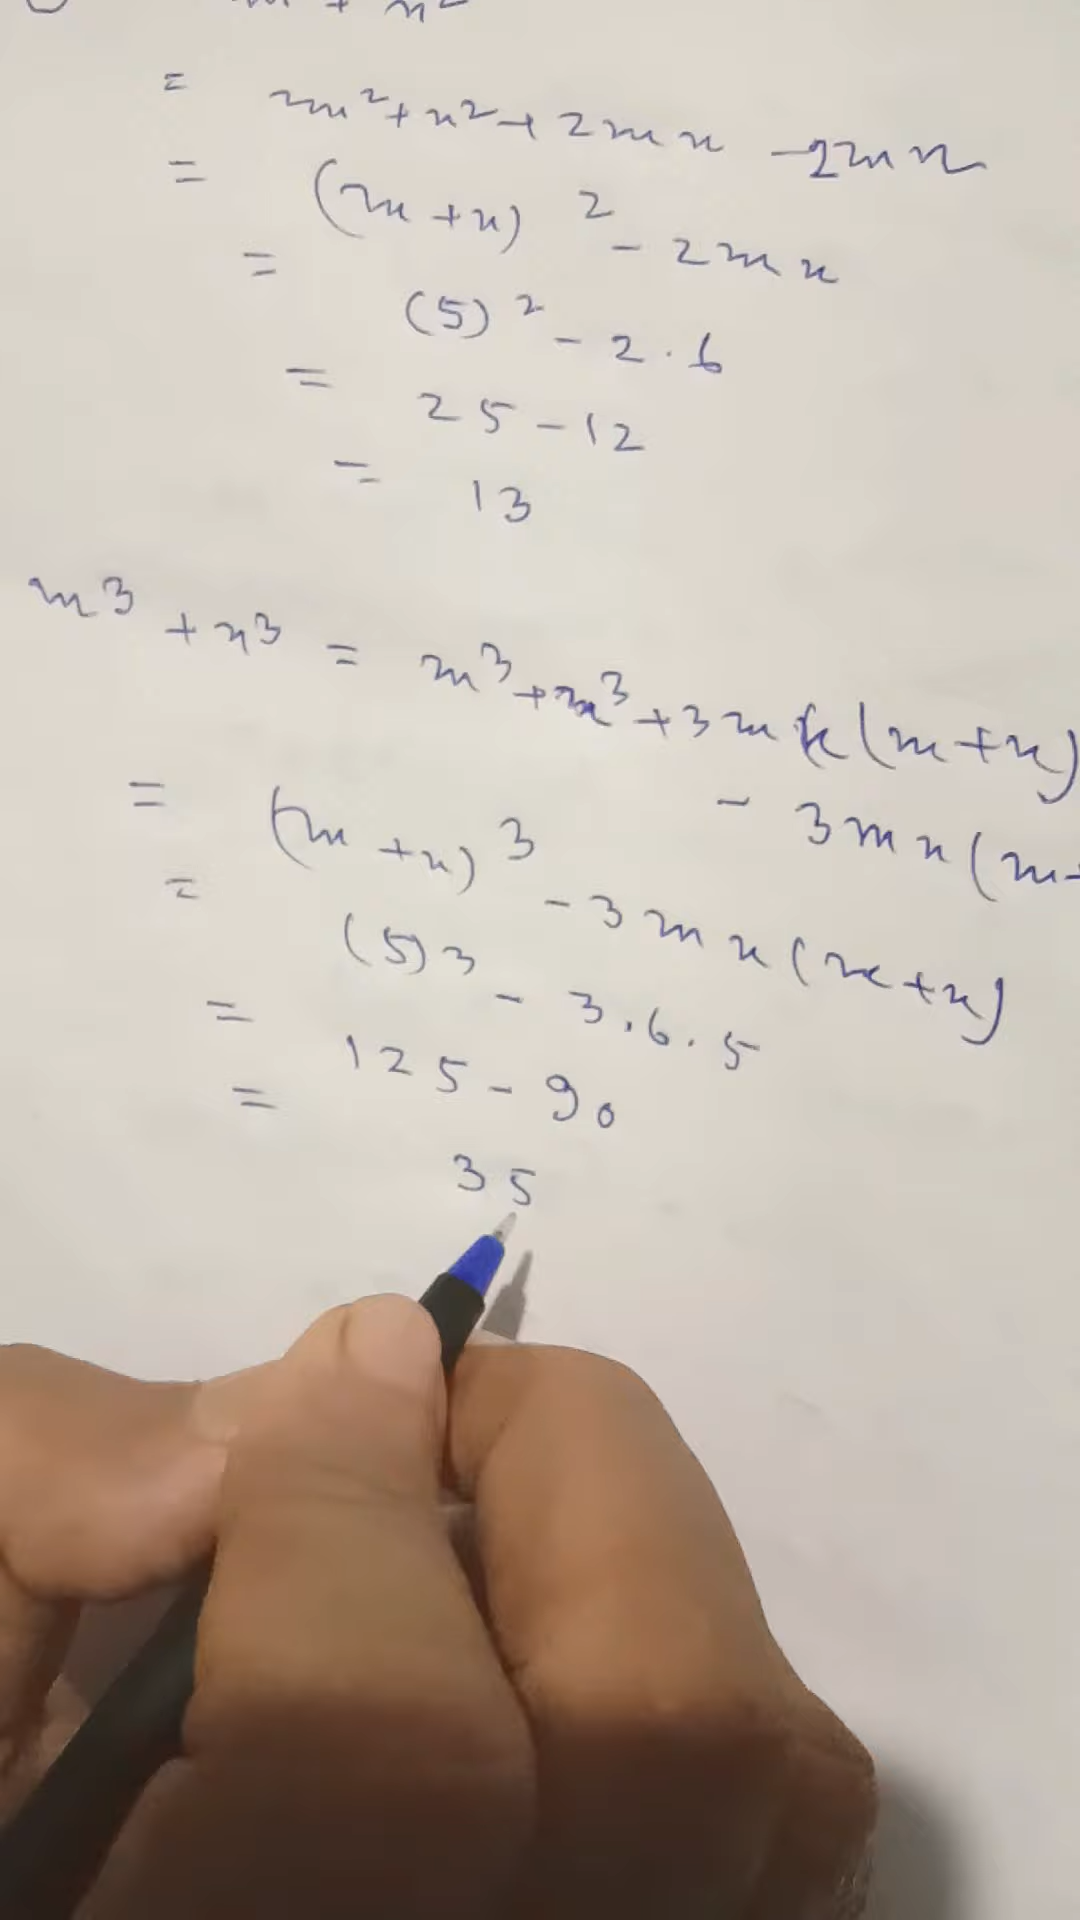 = m² + n² + 2mn - 2mn
= (m + n)² - 2mn
= (5)² - 2.6
= 25 - 12
= 13
m³ + n³ = m³ + n³ + 3mn(m + n)
- 3mn(m+
= (m + n)³ - 3mn(m + n)
= (5)3 - 3.6.5
= 125 - 90
= 35